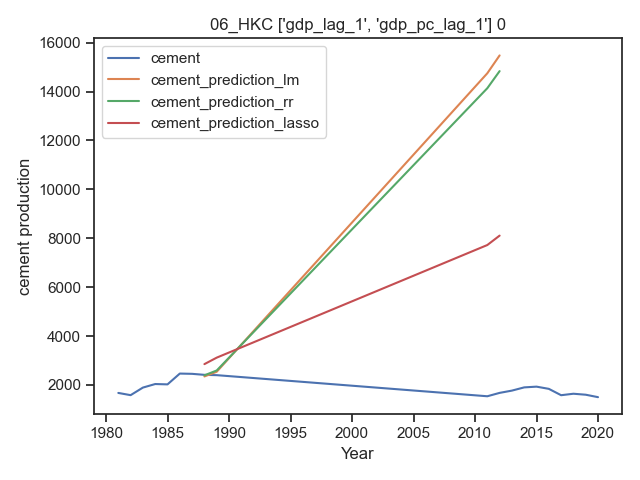 06_HKC ['gdp_lag_1', 'gdp_pc_lag_1'] 0
16000
14000
12000
10000
8000
6000
4000
2000
cement production
cement
cement_prediction_lm
cement_prediction_rr
cement_prediction_lasso
1980 1985 1990 1995 2000 2005 2010 2015 2020
Year